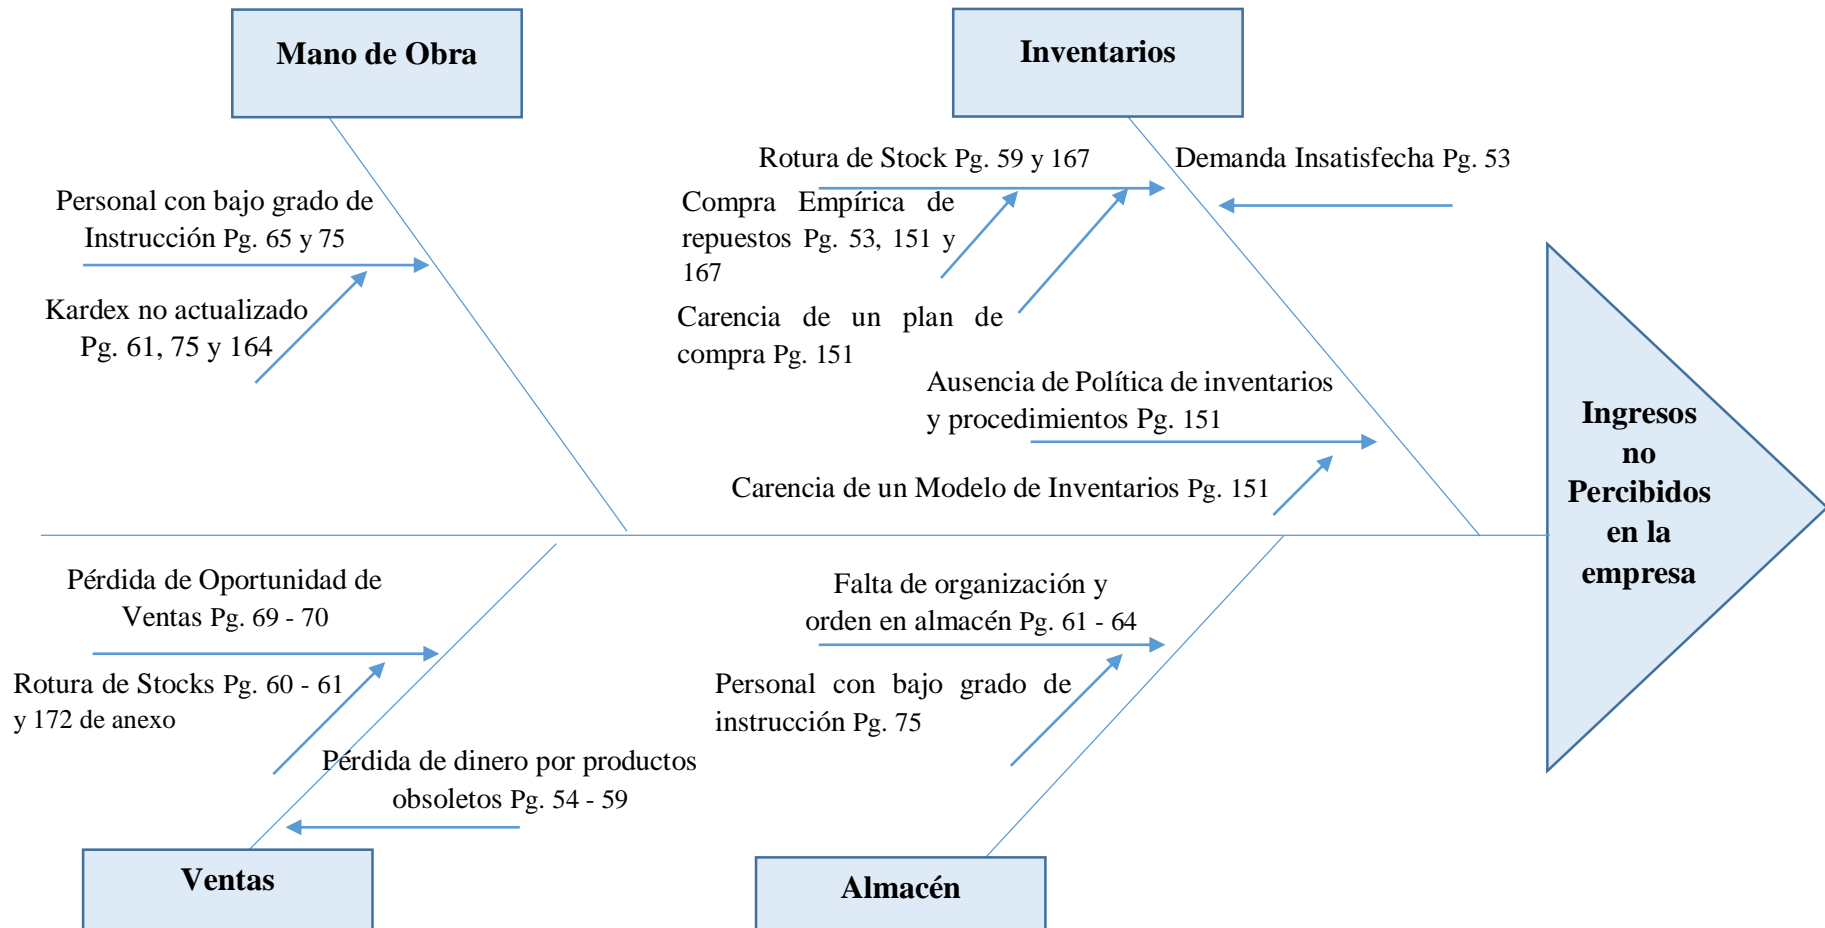 Mano de Obra
Inventarios
Rotura de Stock Pg. 59 y 167
Demanda Insatisfecha Pg. 53
Personal con bajo grado de
Instrucción Pg. 65 y 75
Compra Empírica de
repuestos Pg. 53, 151 y
167
Kardex no actualizado
Pg. 61, 75 y 164
Carencia de un plan de
compra Pg. 151
Ausencia de Política de inventarios
y procedimientos Pg. 151
Carencia de un Modelo de Inventarios Pg. 151
Ingresos
no
Percibidos
en la
empresa
Pérdida de Oportunidad de
Ventas Pg. 69 - 70
Rotura de Stocks Pg. 60 - 61
y 172 de anexo
Pérdida de dinero por productos
obsoletos Pg. 54 - 59
Falta de organización y
orden en almacén Pg. 61 - 64
Personal con bajo grado de
instrucción Pg. 75
Ventas
Almacén